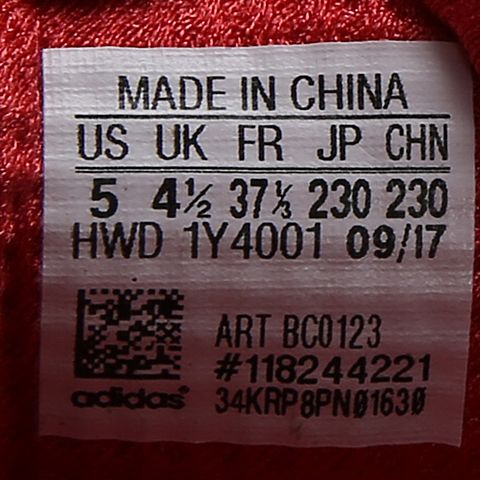 MADE IN CHINA
US UK FR JP CHN
5 4½ 37⅓ 230 230
HWD 1Y4001 09/17
ART BC0123
#118244221
adidas® 34KRP8PN01630